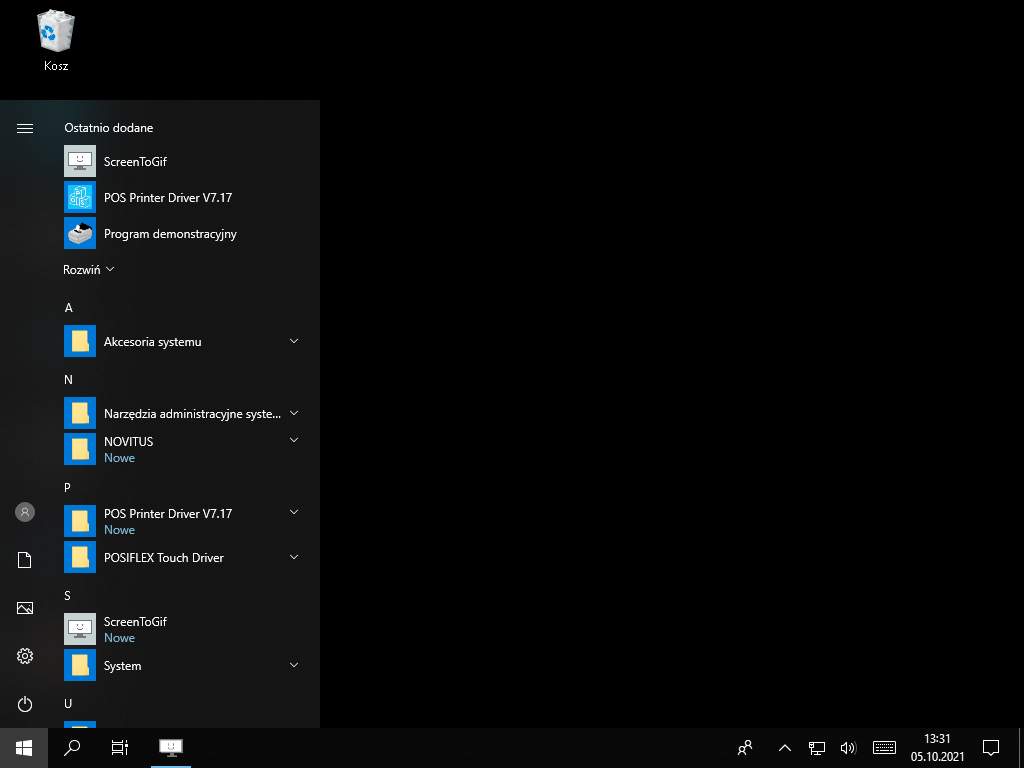 Kosz
Ostatnio dodane
ScreenToGif
POS Printer Driver V7.17
Program demonstracyjny
Rozwiń
A
Akcesoria systemu
N
Narzędzia administracyjne syste...
NOVITUS
Nowe
P
POS Printer Driver V7.17
Nowe
POSIFLEX Touch Driver
S
ScreenToGif
Nowe
System
U
13:31
05.10.2021